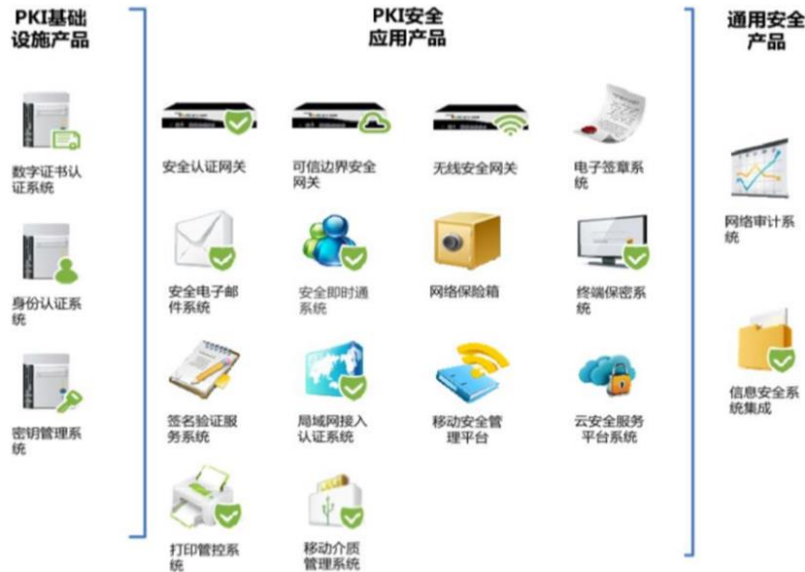 PKI基础
设施产品
数字证书认
证系统
身份认证系
统
密钥管理系
统
PKI安全
应用产品
安全认证网关
可信边界安全
网关
无线安全网关
电子签章系
统
安全电子邮
件系统
安全即时通
系统
网络保险箱
终端保密系
统
签名验证服
务系统
局域网接入
认证系统
移动安全管
理平台
云安全服务
平台系统
打印管控系
统
移动介质
管理系统
通用安全
产品
网络审计系
统
信息安全系
统集成